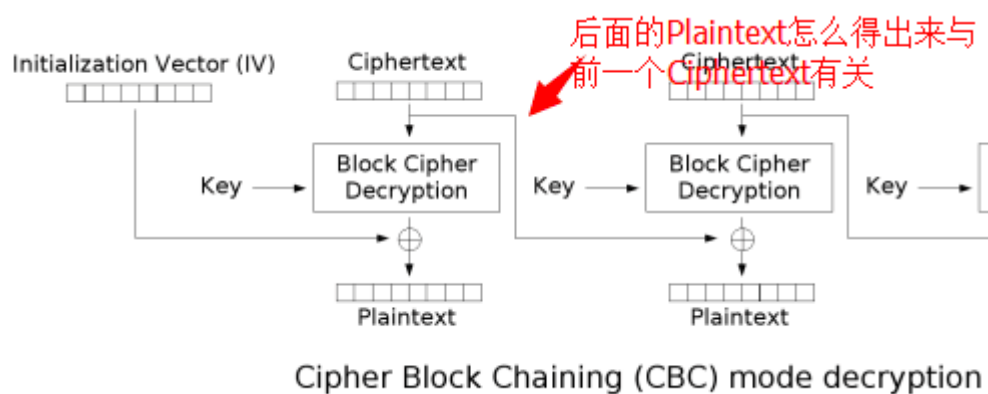 后面的Plaintext怎么得出来与
前一个Ciphertext有关
Initialization Vector (IV)
Ciphertext
Ciphertext
Block Cipher
Decryption
Block Cipher
Decryption
Key
Key
Key
Plaintext
Plaintext
Cipher Block Chaining (CBC) mode decryption